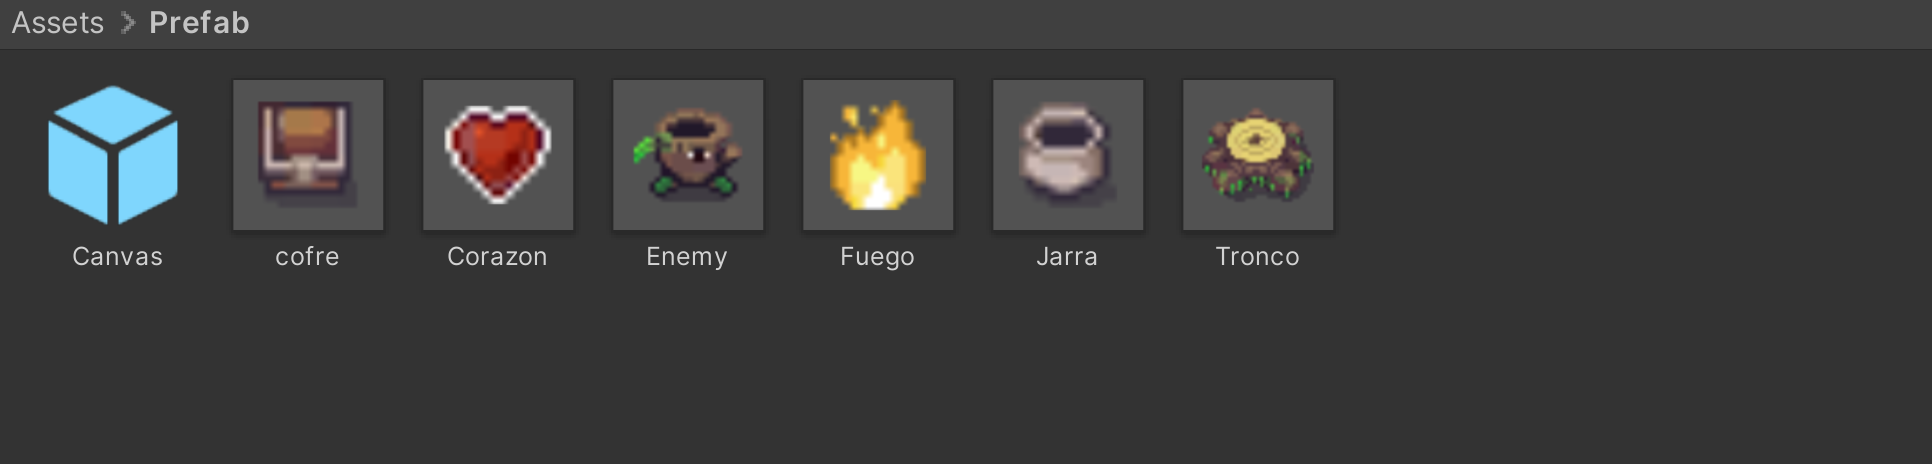 Assets > Prefab
Canvas cofre Corazon Enemy Fuego Jarra Tronco